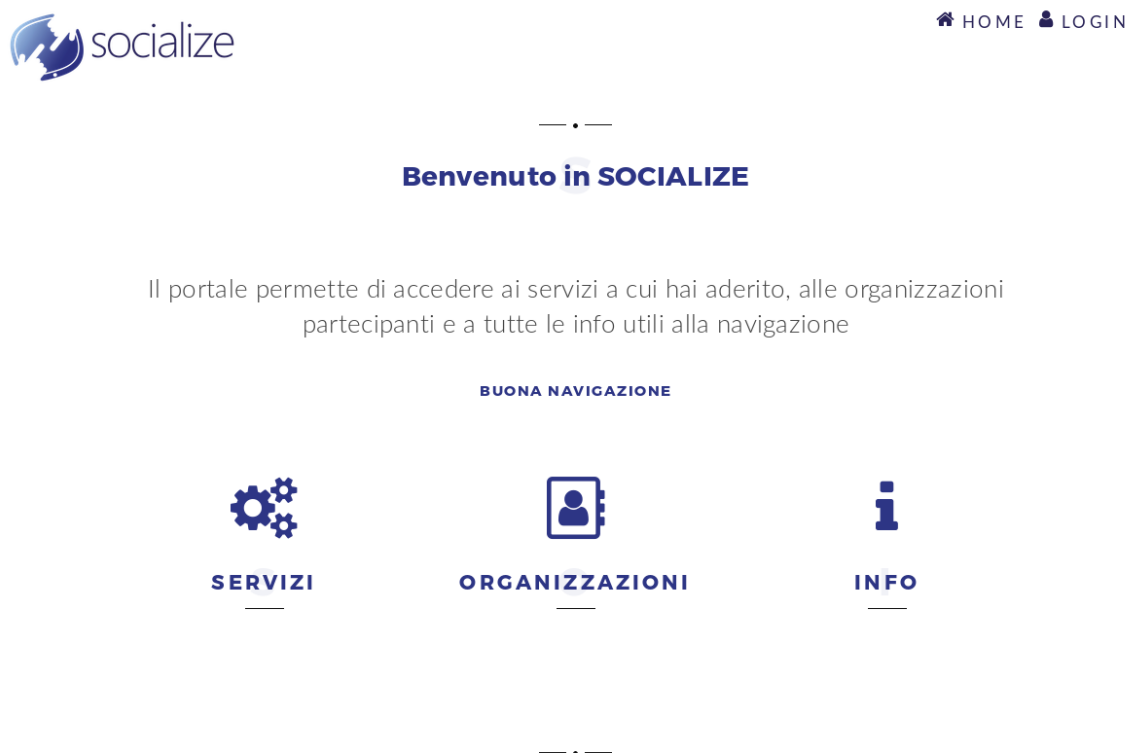 socialize
HOME LOGIN
Benvenuto in SOCIALIZE
Il portale permette di accedere ai servizi a cui hai aderito, alle organizzazioni
partecipanti e a tutte le info utili alla navigazione
BUONA NAVIGAZIONE
SERVIZI
ORGANIZZAZIONI
INFO